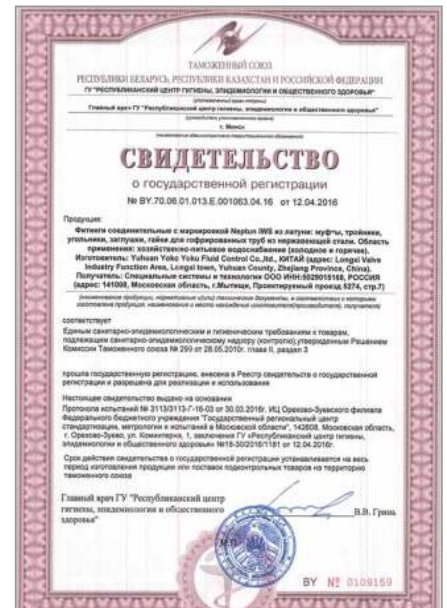 ТАМОЖЕННЫЙ СОЮЗ
РЕСПУБЛИКИ БЕЛАРУСЬ, РЕСПУБЛИКИ КАЗАХСТАН И РОССИЙСКОЙ ФЕДЕРАЦИИ
ГУ "РЕСПУБЛИКАНСКИЙ ЦЕНТР ГИГИЕНЫ, ЭПИДЕМИОЛОГИИ И ОБЩЕСТВЕННОГО ЗДОРОВЬЯ"
(уполномоченный орган стороны)
Главный врач ГУ "Республиканский центр гигиены, эпидемиологии и общественного здоровья"
(руководитель уполномоченного органа)
г. Минск
(наименование административно-территориального образования)
СВИДЕТЕЛЬСТВО
о государственной регистрации
№ BY.70.06.01.013.E.001063.04.16 от 12.04.2016
Продукция:
Фитинги соединительные с маркировкой Neptun IWS из латуни: муфты, тройники,
угольники, заглушки, гайки для гофрированных труб из нержавеющей стали. Область
применения: хозяйственно-питьевое водоснабжение (холодное и горячее).
Изготовитель: Yuhuan Yoko Yoku Fluid Control Co.,ltd., КИТАЙ (адрес: Longxi Valve
Industry Function Area, Longxi town, Yuhuan County, Zhejiang Province, China).
Получатель: Специальные системы и технологии ООО ИНН:5029015168, РОССИЯ
(адрес: 141008, Московская область, г.Мытищи, Проектируемый проезд 5274, стр.7)
соответствует
Единым санитарно-эпидемиологическим и гигиеническим требованиям к товарам,
подлежащим санитарно-эпидемиологическому надзору (контролю),утвержденным Решением
Комиссии Таможенного союза № 299 от 28.05.2010г. глава II, раздел 3
прошла государственную регистрацию, внесена в Реестр свидетельств о государственной
регистрации и разрешена для реализации и использования
Настоящее свидетельство выдано на основании
Протокола испытаний № 3113/3113-Г-16-03 от 30.03.2016г. ИЦ Орехово-Зуевского филиала
Федерального бюджетного учреждения "Государственный региональный центр
стандартизации, метрологии и испытаний в Московской области", 142608, Московская область,
г. Орехово-Зуево, ул. Коминтерна, 1, заключения ГУ «Республиканский центр гигиены,
эпидемиологии и общественного здоровья» №16-30/2016/1181 от 12.04.2016г.
Срок действия свидетельства о государственной регистрации устанавливается на весь
период изготовления продукции или поставок подконтрольных товаров на территорию
таможенного союза
Главный врач ГУ "Республиканский центр
гигиены, эпидемиологии и общественного
здоровья"
В.В. Гринь
М.П.
BY № 0109159